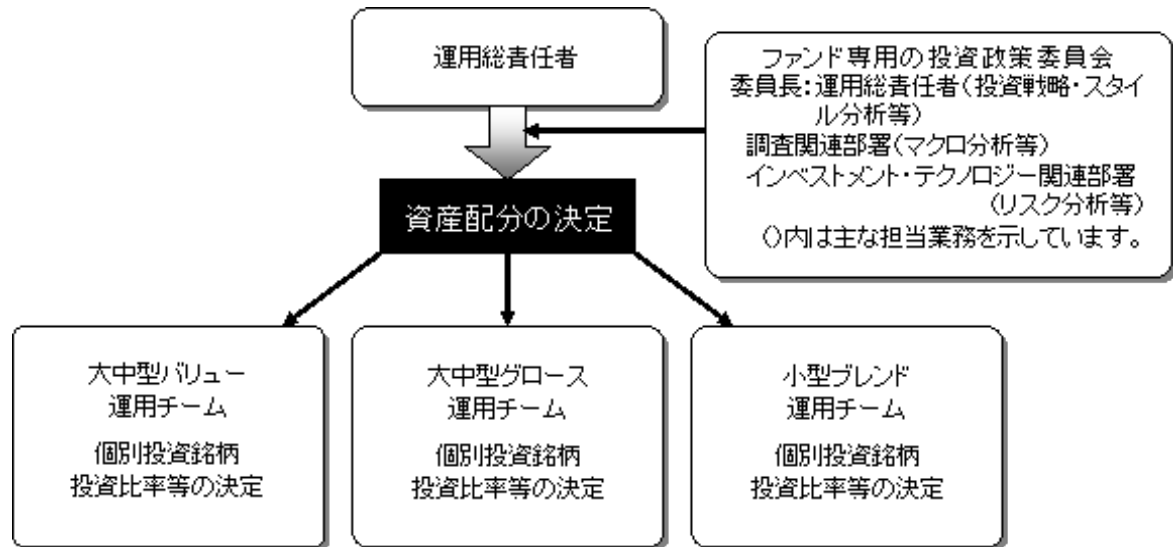 運用総責任者
ファンド専用の投資政策委員会
委員長：運用総責任者（投資戦略・スタイ
ル分析等）
調査関連部署（マクロ分析等）
インベストメント・テクノロジー関連部署
（リスク分析等）
（）内は主な担当業務を示しています。
資産配分の決定
大中型バリュー
運用チーム
個別投資銘柄
投資比率等の決定
大中型グロース
運用チーム
個別投資銘柄
投資比率等の決定
小型ブレンド
運用チーム
個別投資銘柄
投資比率等の決定